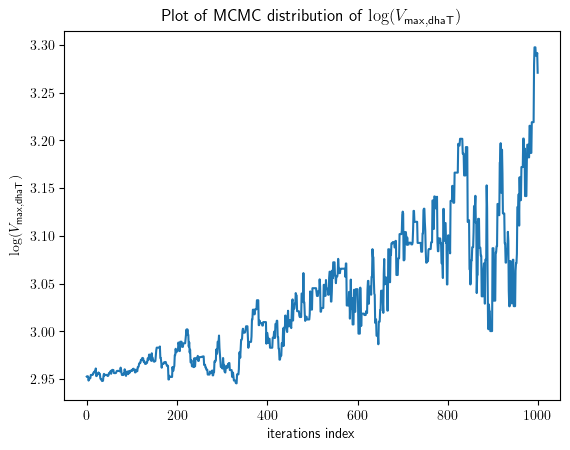 Plot of MCMC distribution of log(V_max,dhaT)
3.30
3.25
3.20
3.15
3.10
3.05
3.00
2.95
log(V_max,dhaT)
0 200 400 600 800 1000
iterations index